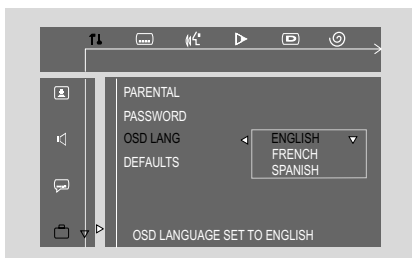 PARENTAL
PASSWORD
OSD LANG ENGLISH
FRENCH
DEFAULTS
SPANISH
OSD LANGUAGE SET TO ENGLISH